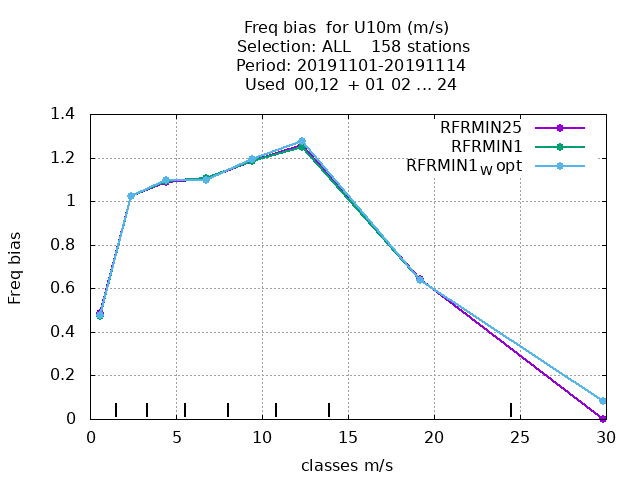 Freq bias for U10m (m/s)
Selection: ALL 158 stations
Period: 20191101-20191114
Used 00,12 + 01 02 ... 24
RFRMIN25
RFRMIN1
RFRMIN1W opt
1.4
1.2
1
0.8
0.6
0.4
0.2
0
Freq bias
0 5 10 15 20 25 30
classes m/s